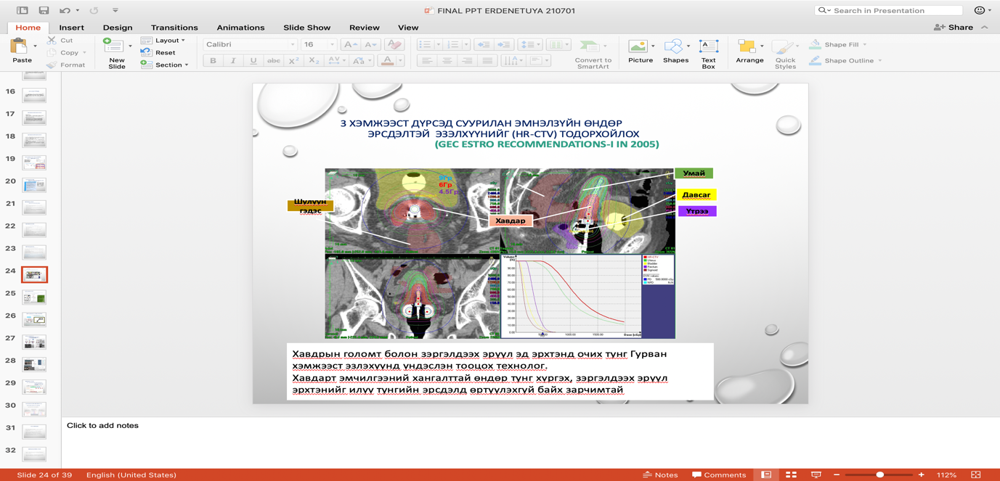 FINAL PPT ERDENETUYA 210701
Search in Presentation
Home Insert Design Transitions Animations Slide Show Review View
Share
Paste
Cut
Copy
Format
New
Slide
Layout
Reset
Section
Calibri 16
B I U abc X² X₂
Convert to
SmartArt
Picture
Shapes
Text
Box
Arrange
Quick
Styles
Shape Fill
Shape Outline
16
17
18
19
20
21
22
23
24
25
26
27
28
29
30
31
32
3 ХЭМЖЭЭСТ ДҮРСЭД СУУРИЛАН ЭМНЭЛЗҮЙН ӨНДӨР
ЭРСДЭЛТЭЙ ЭЗЭЛХҮҮНИЙГ (HR-CTV) ТОДОРХОЙЛОХ
(GEC ESTRO RECOMMENDATIONS-I IN 2005)
6Гр
4.5Гр
Умай
Давсаг
Үтрээ
Шулуун
гэдэс
Хавдар
Хавдрын голомт болон зэргэлдээх эрүүл эд эрхтэнд очих тунг Гурван
хэмжээст эзлэхүүнд үндэслэн тооцох технолог.
Хавдарт эмчилгээний хангалттай өндөр тунг хүргэх, зэргэлдээх эрүүл
эрхтэнийг илүү тунгийн эрсдэлд өртүүлэхгүй байх зарчимтай
Click to add notes
Slide 24 of 39 English (United States)
Notes Comments 112%